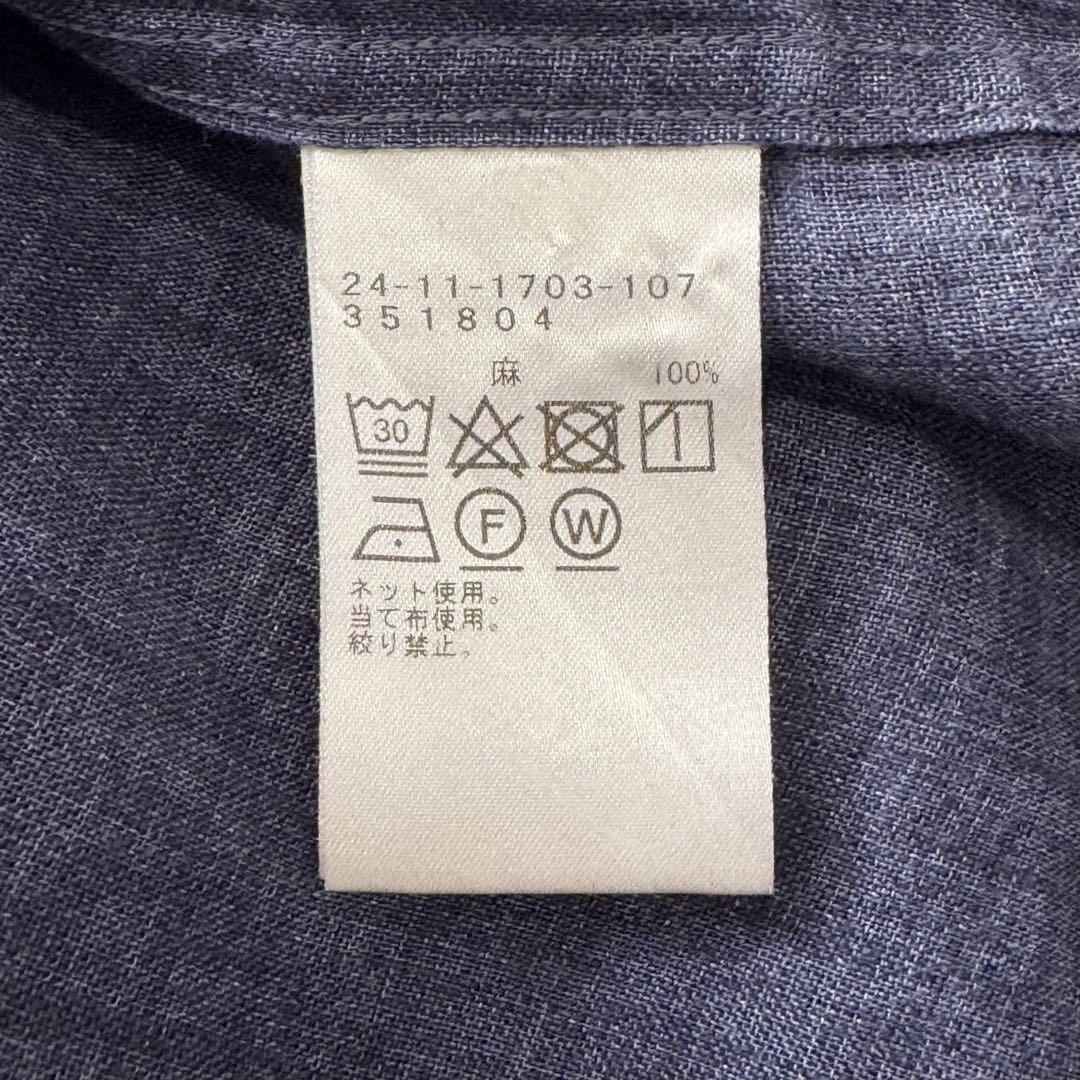 24-11-1703-107
351804
麻 100%
30
F W
ネット使用。
当て布使用。
絞り禁止。